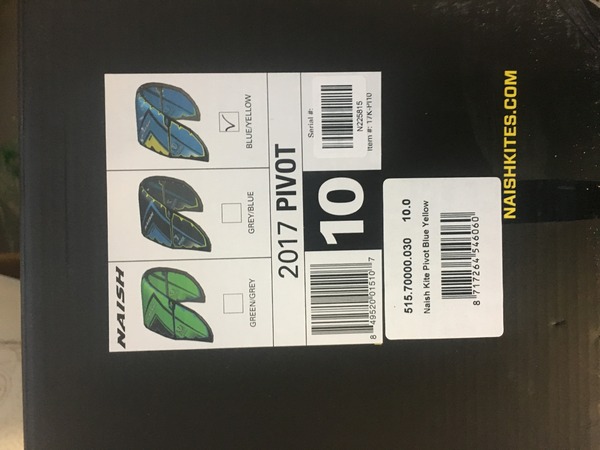 NAISH
GREEN/GREY
GREY/BLUE
BLUE/YELLOW
2017 PIVOT
10
8 49520 01510 7
Serial #:
N225815
Item #: 17K-PI10
515.70000.030 10.0
Naish Kite Pivot Blue Yellow
8 717264 546060
NAISHKITES.COM